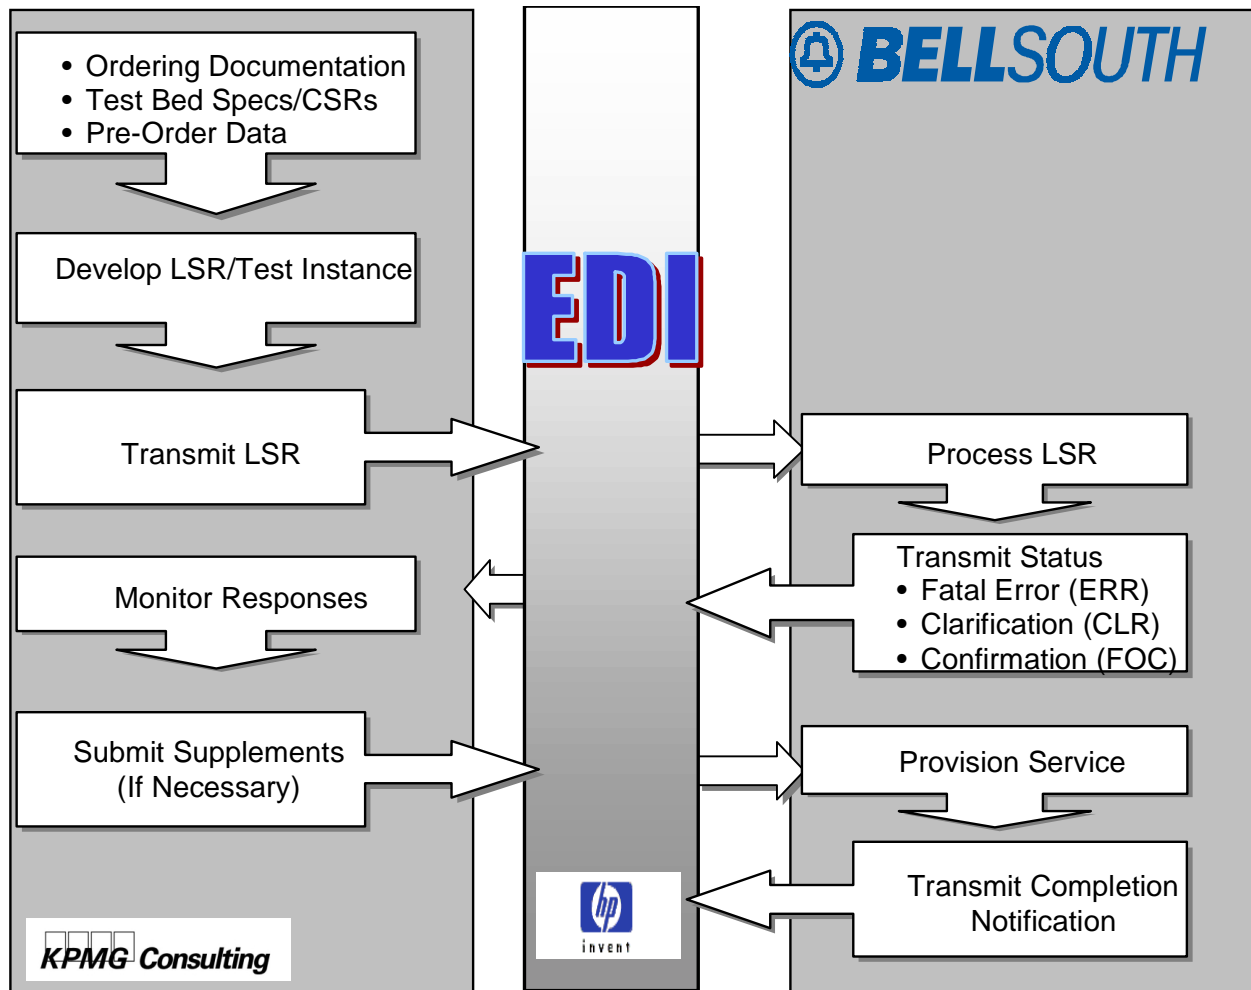 • Ordering Documentation
• Test Bed Specs/CSRs
• Pre-Order Data
Develop LSR/Test Instance
Transmit LSR
Monitor Responses
Submit Supplements
(If Necessary)
KPMG Consulting
EDI
hp
invent
BELLSOUTH
Process LSR
Transmit Status
• Fatal Error (ERR)
• Clarification (CLR)
• Confirmation (FOC)
Provision Service
Transmit Completion
Notification